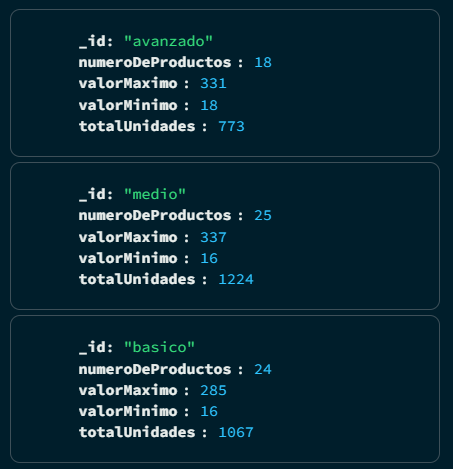 _id: "avanzado"
numeroDeProductos : 18
valorMaximo : 331
valorMinimo : 18
totalUnidades : 773
_id: "medio"
numeroDeProductos : 25
valorMaximo : 337
valorMinimo : 16
totalUnidades : 1224
_id: "basico"
numeroDeProductos : 24
valorMaximo : 285
valorMinimo : 16
totalUnidades : 1067